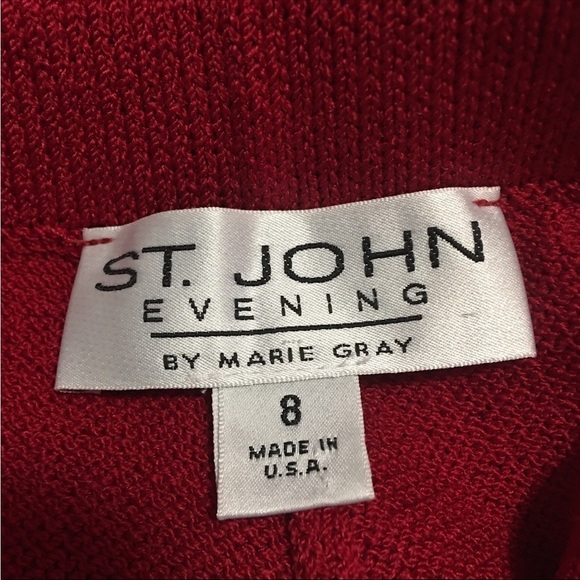 ST. JOHN
EVENING
BY MARIE GRAY
8
MADE IN
U.S.A.